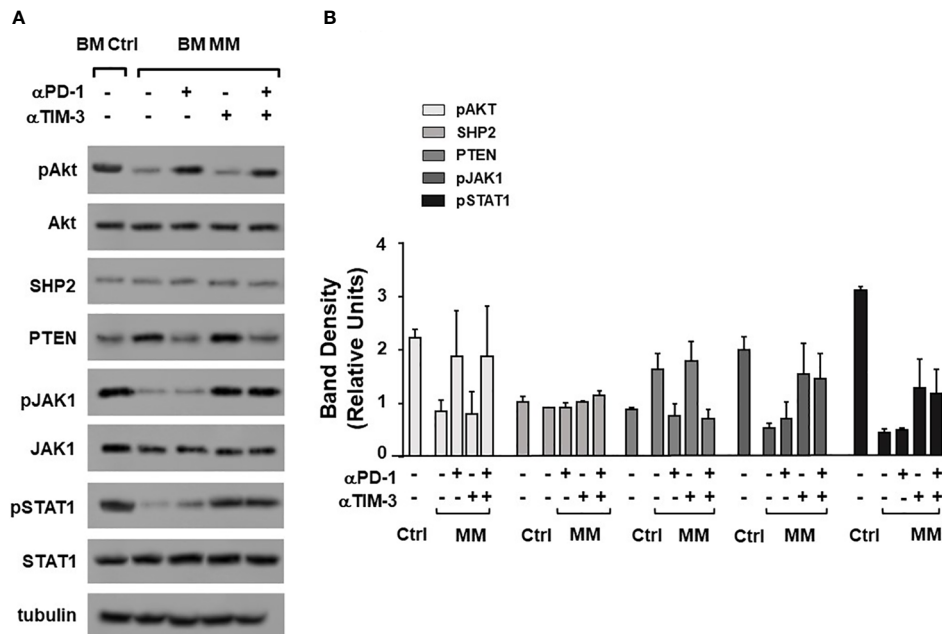 A
BM Ctrl BM MM
αPD-1 - - + - +
αTIM-3 - - - + +
pAkt
Akt
SHP2
PTEN
pJAK1
JAK1
pSTAT1
STAT1
tubulin
B
pAKT
SHP2
PTEN
pJAK1
pSTAT1
Band Density
(Relative Units)
4
3
2
1
0
αPD-1 - - + - + - - + - + - - + - + - - + - + - - + - +
αTIM-3 - - - + + - - - + + - - - + + - - - + + - - - + +
Ctrl MM Ctrl MM Ctrl MM Ctrl MM Ctrl MM